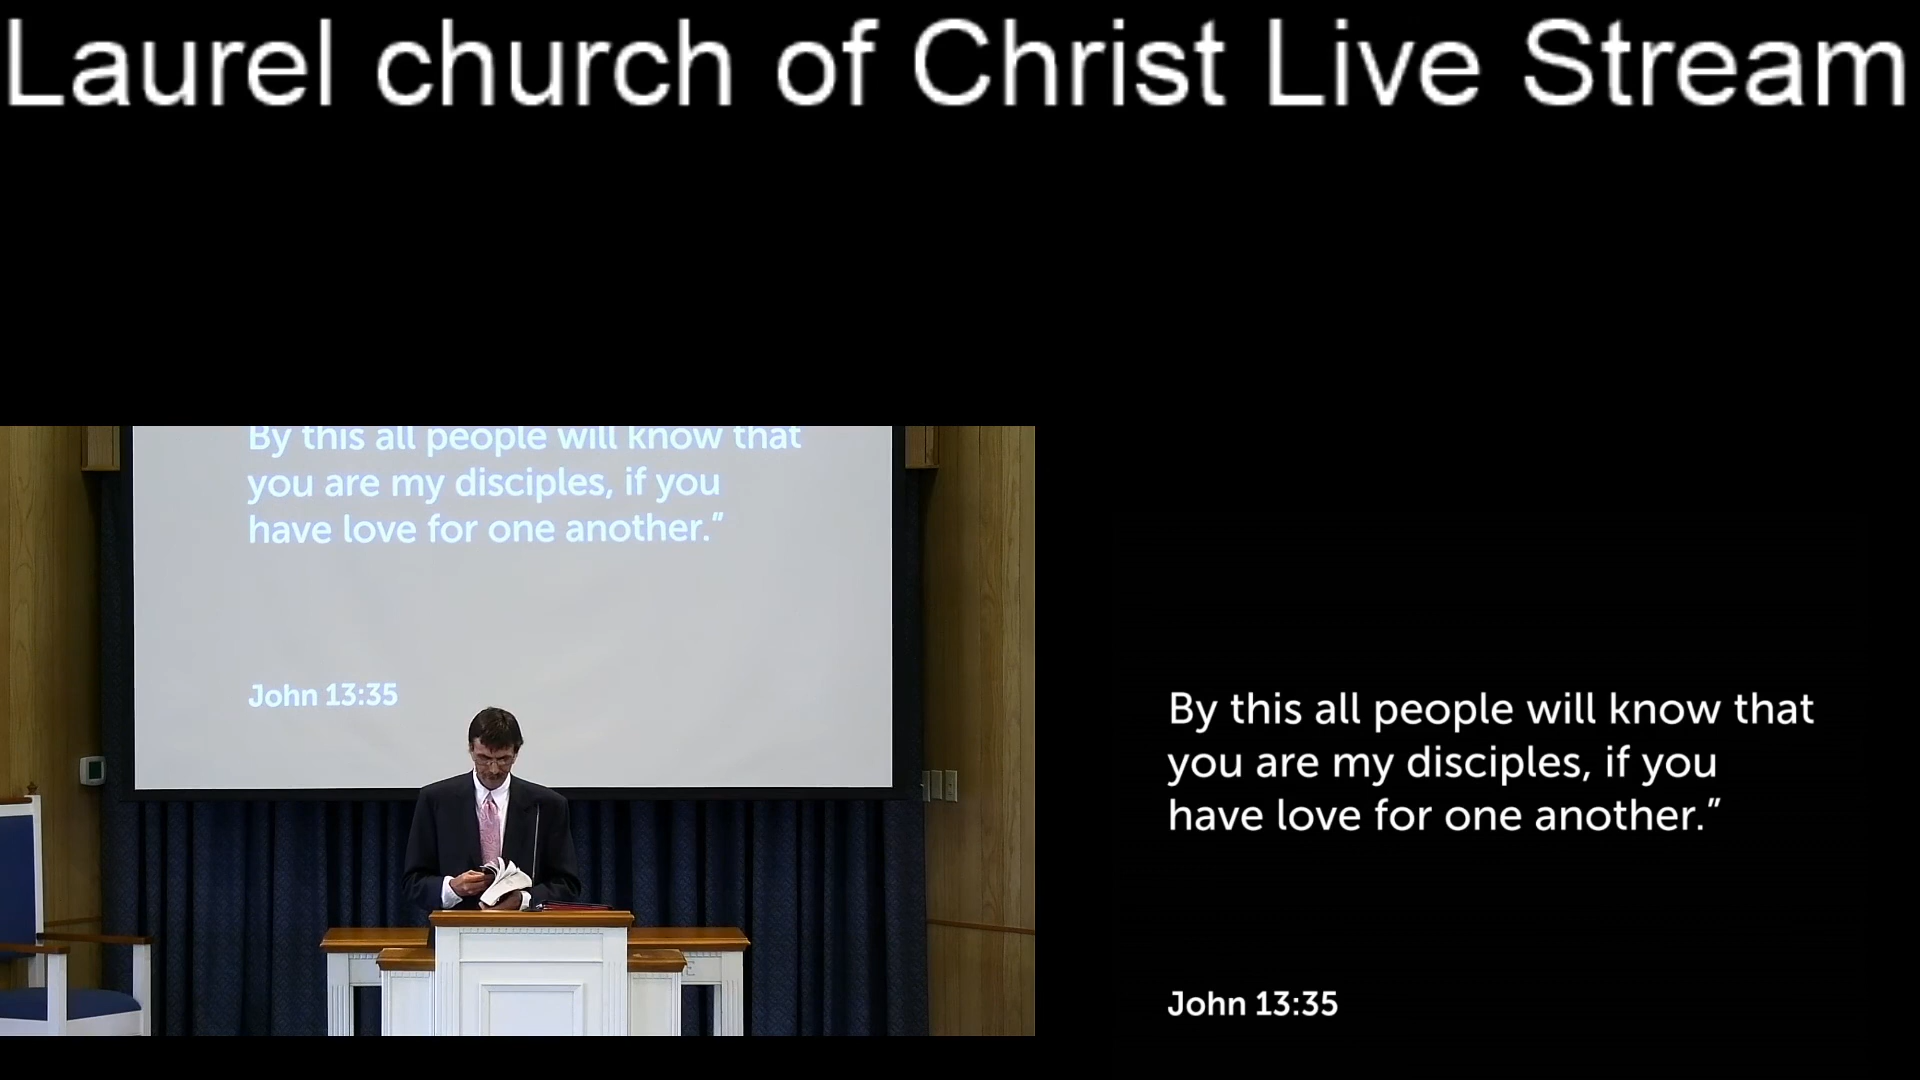 Laurel church of Christ Live Stream
By this all people will know that
you are my disciples, if you
have love for one another.”
John 13:35
By this all people will know that
you are my disciples, if you
have love for one another.”
John 13:35